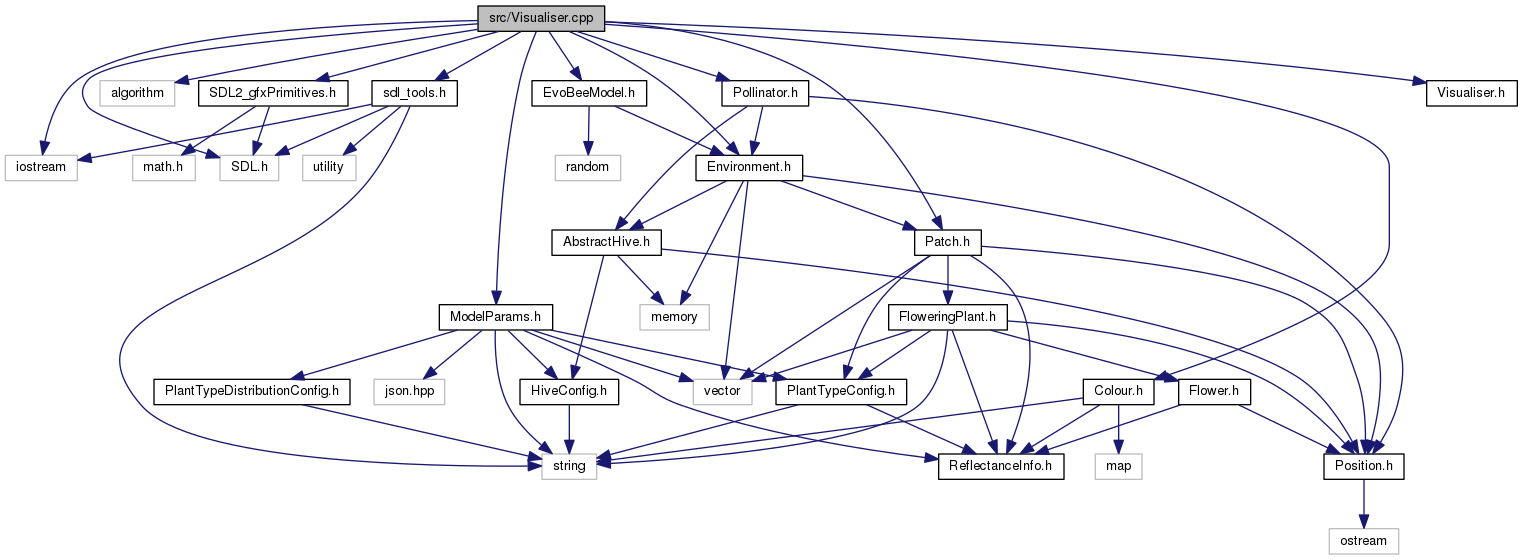 src/Visualiser.cpp
algorithm
SDL2_gfxPrimitives.h
sdl_tools.h
EvoBeeModel.h
Pollinator.h
Visualiser.h
iostream
math.h
SDL.h
utility
random
Environment.h
AbstractHive.h
Patch.h
ModelParams.h
memory
FloweringPlant.h
PlantTypeDistributionConfig.h
json.hpp
HiveConfig.h
vector
PlantTypeConfig.h
Colour.h
Flower.h
string
ReflectanceInfo.h
map
Position.h
ostream